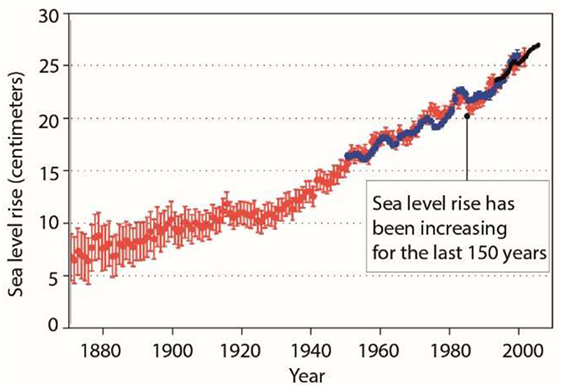 30
25
20
15
10
5
0
Sea level rise (centimeters)
Sea level rise has
been increasing
for the last 150 years
1880 1900 1920 1940 1960 1980 2000
Year